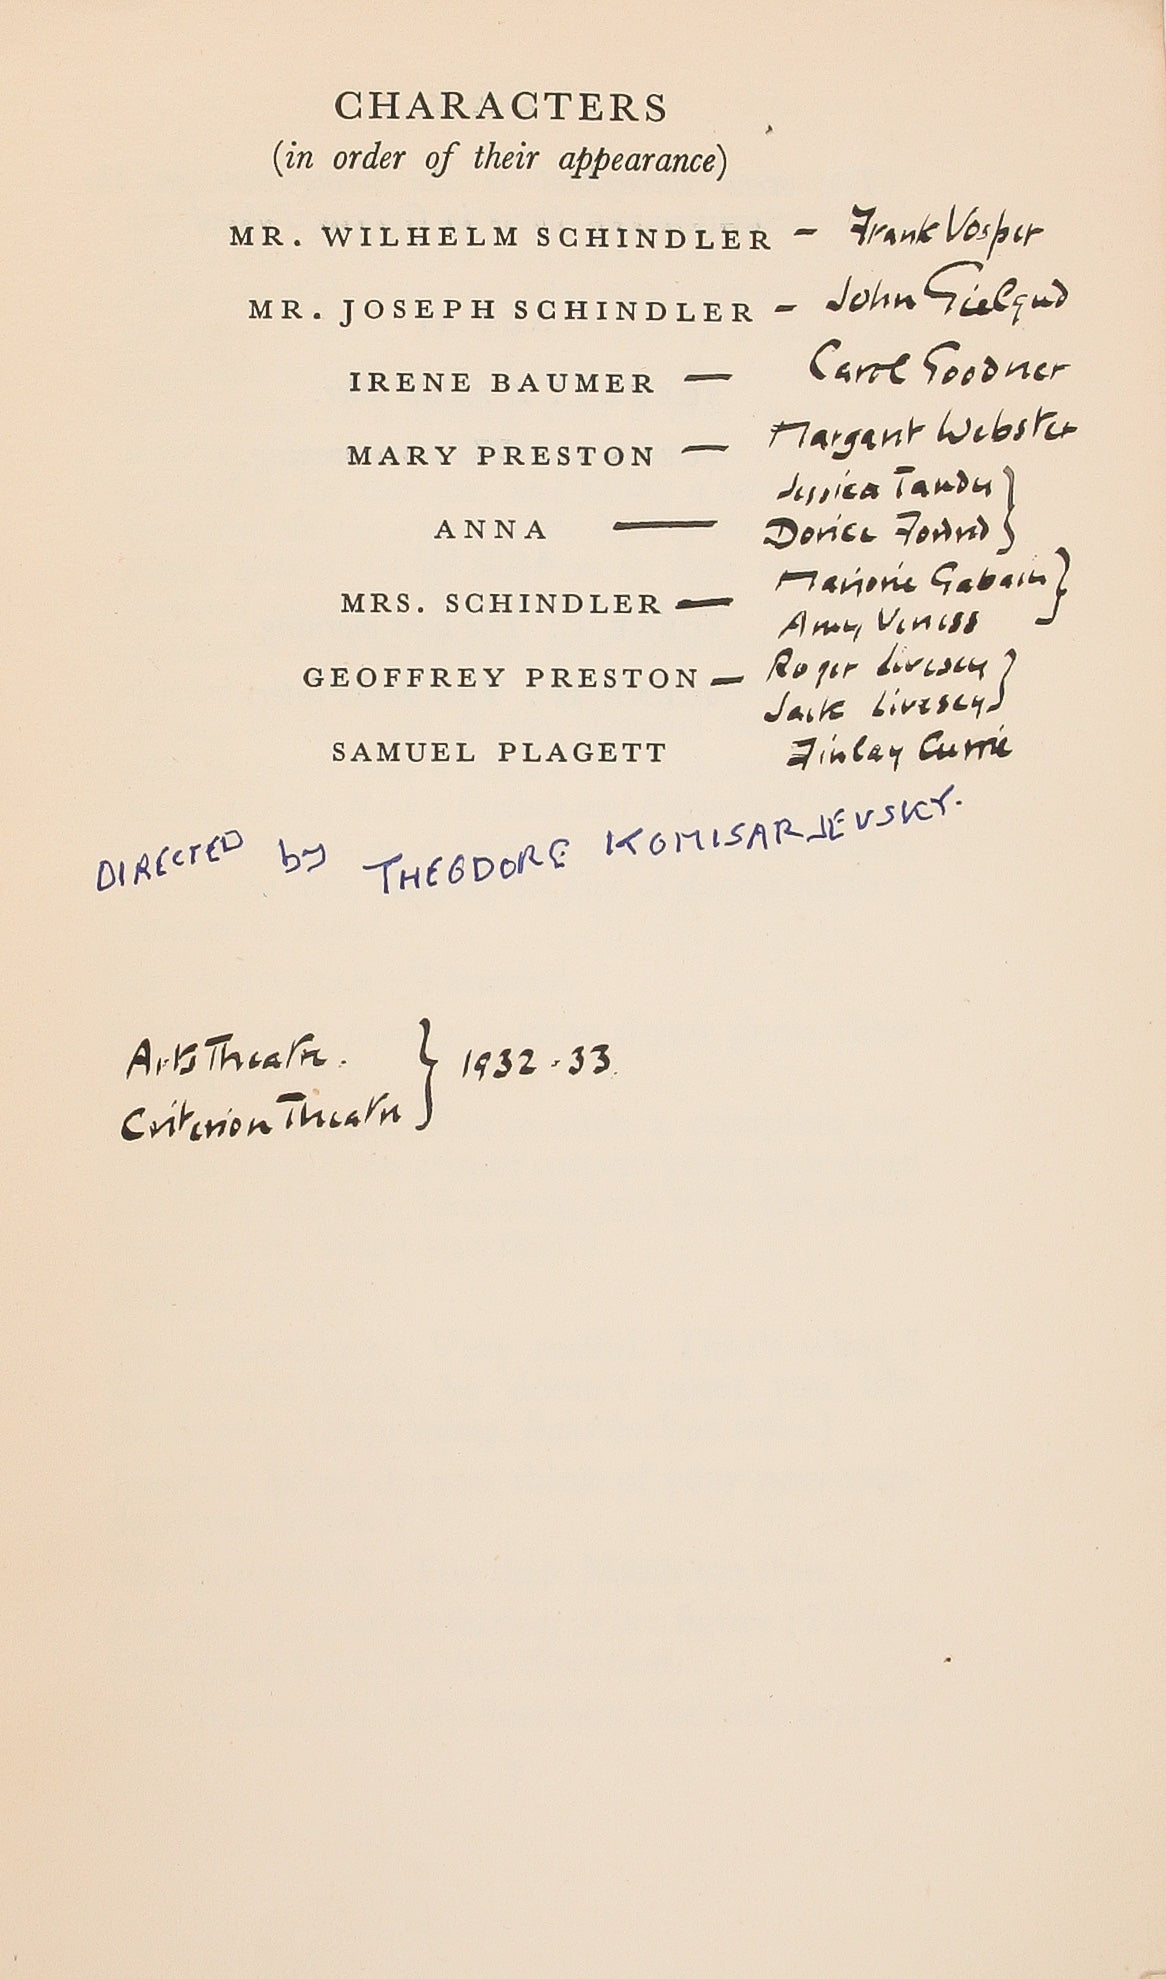 CHARACTERS
(in order of their appearance)
MR. WILHELM SCHINDLER – Frank Vosper
MR. JOSEPH SCHINDLER – John Gielgud
IRENE BAUMER — Carol Goodner
MARY PRESTON — Margaret Webster
Jessica Tandy
ANNA — Dorice Fordred }
MRS. SCHINDLER — Marjorie Gabain
Amy Veness }
GEOFFREY PRESTON — Roger Livesey
Jack Livesey }
SAMUEL PLAGETT Finlay Currie
DIRECTED by THEODORE KOMISARJEVSKY.
Arts Theatre. } 1932-33.
Criterion Theatre